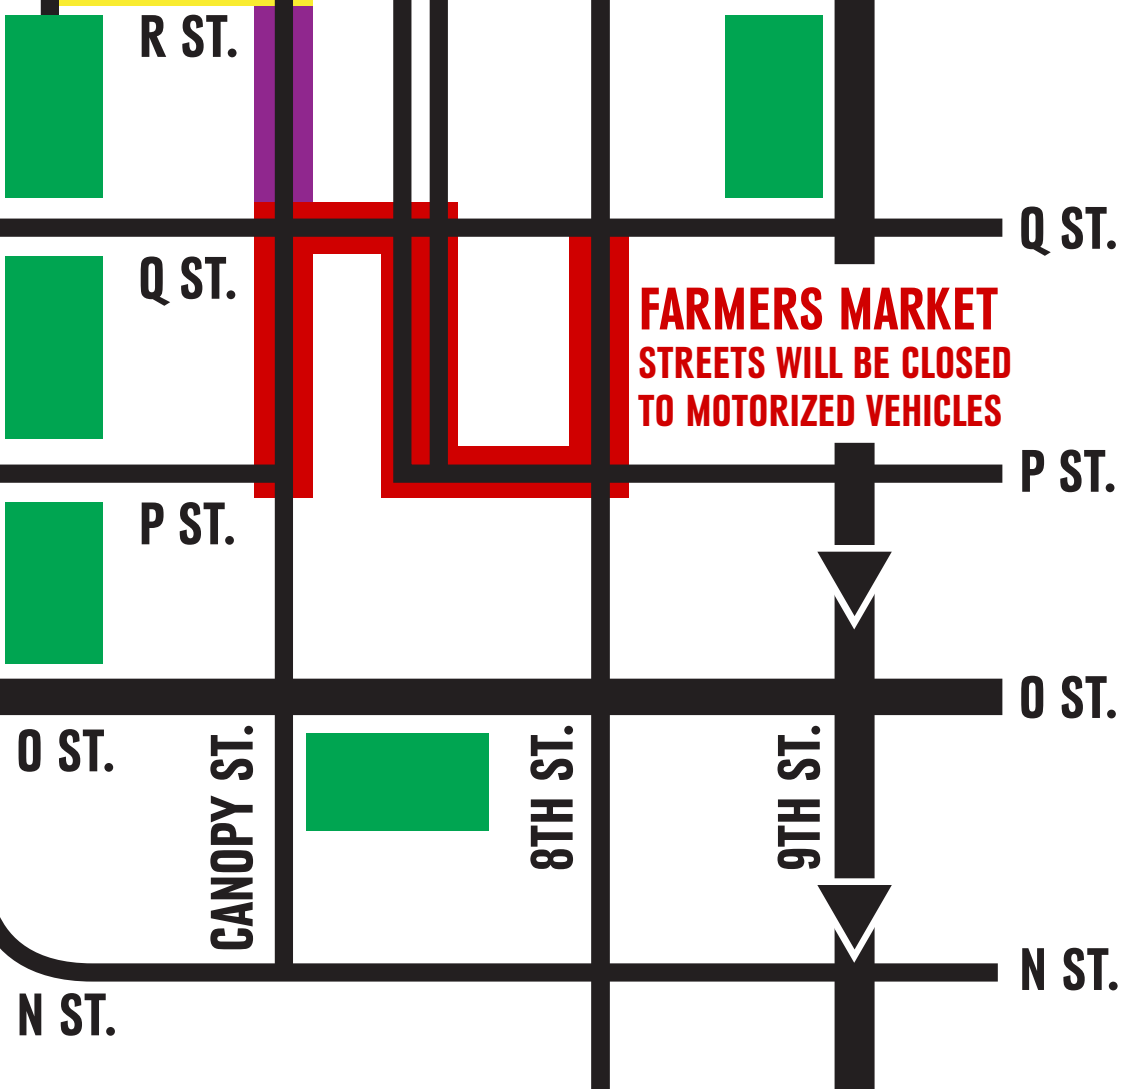 R ST.
Q ST.
Q ST.
FARMERS MARKET
STREETS WILL BE CLOSED
TO MOTORIZED VEHICLES
P ST.
P ST.
O ST.
O ST.
CANOPY ST.
8TH ST.
9TH ST.
N ST.
N ST.